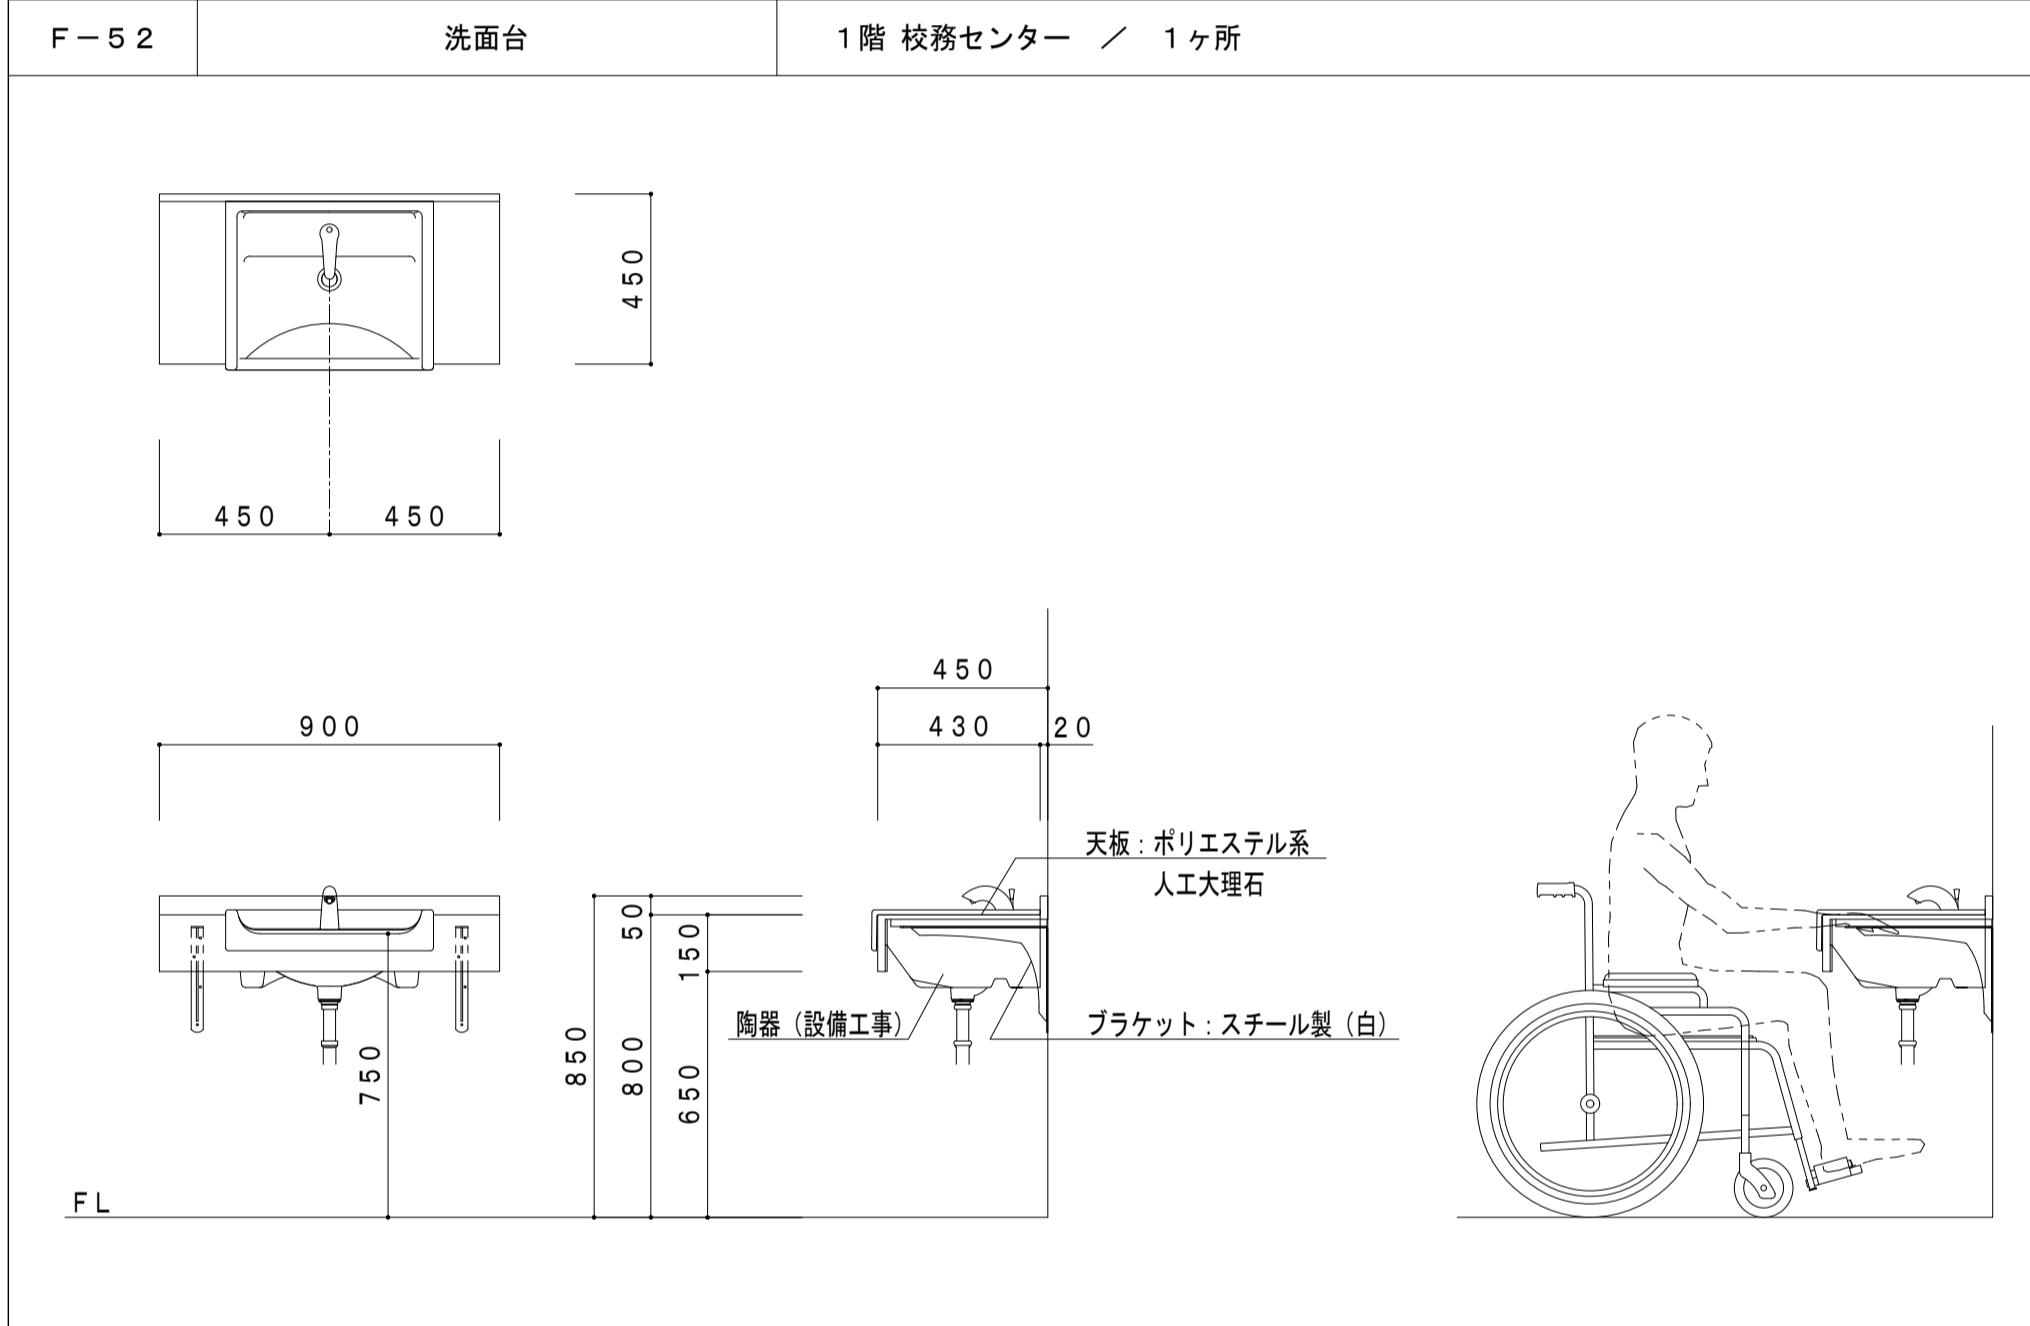 F－52
洗面台
1階 校務センター　／　1ヶ所
450
450
450
450
430
20
900
天板：ポリエステル系
人工大理石
50
150
陶器（設備工事）
ブラケット：スチール製（白）
750
850
800
650
FL